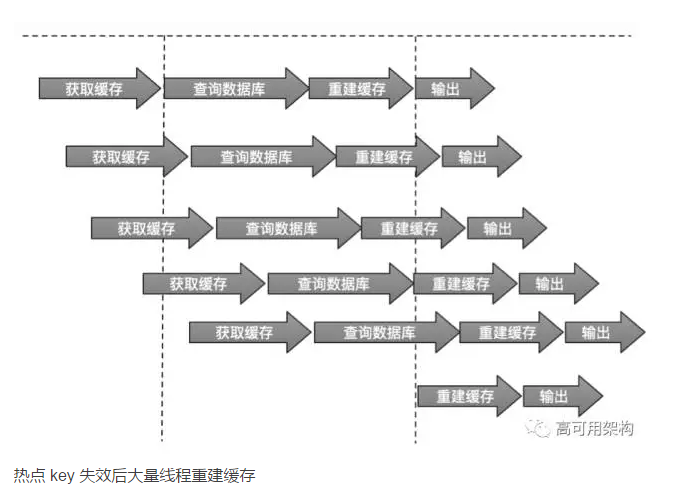 获取缓存 查询数据库 重建缓存 输出
获取缓存 查询数据库 重建缓存 输出
获取缓存 查询数据库 重建缓存 输出
获取缓存 查询数据库 重建缓存 输出
获取缓存 查询数据库 重建缓存 输出
重建缓存 输出
高可用架构
热点 key 失效后大量线程重建缓存